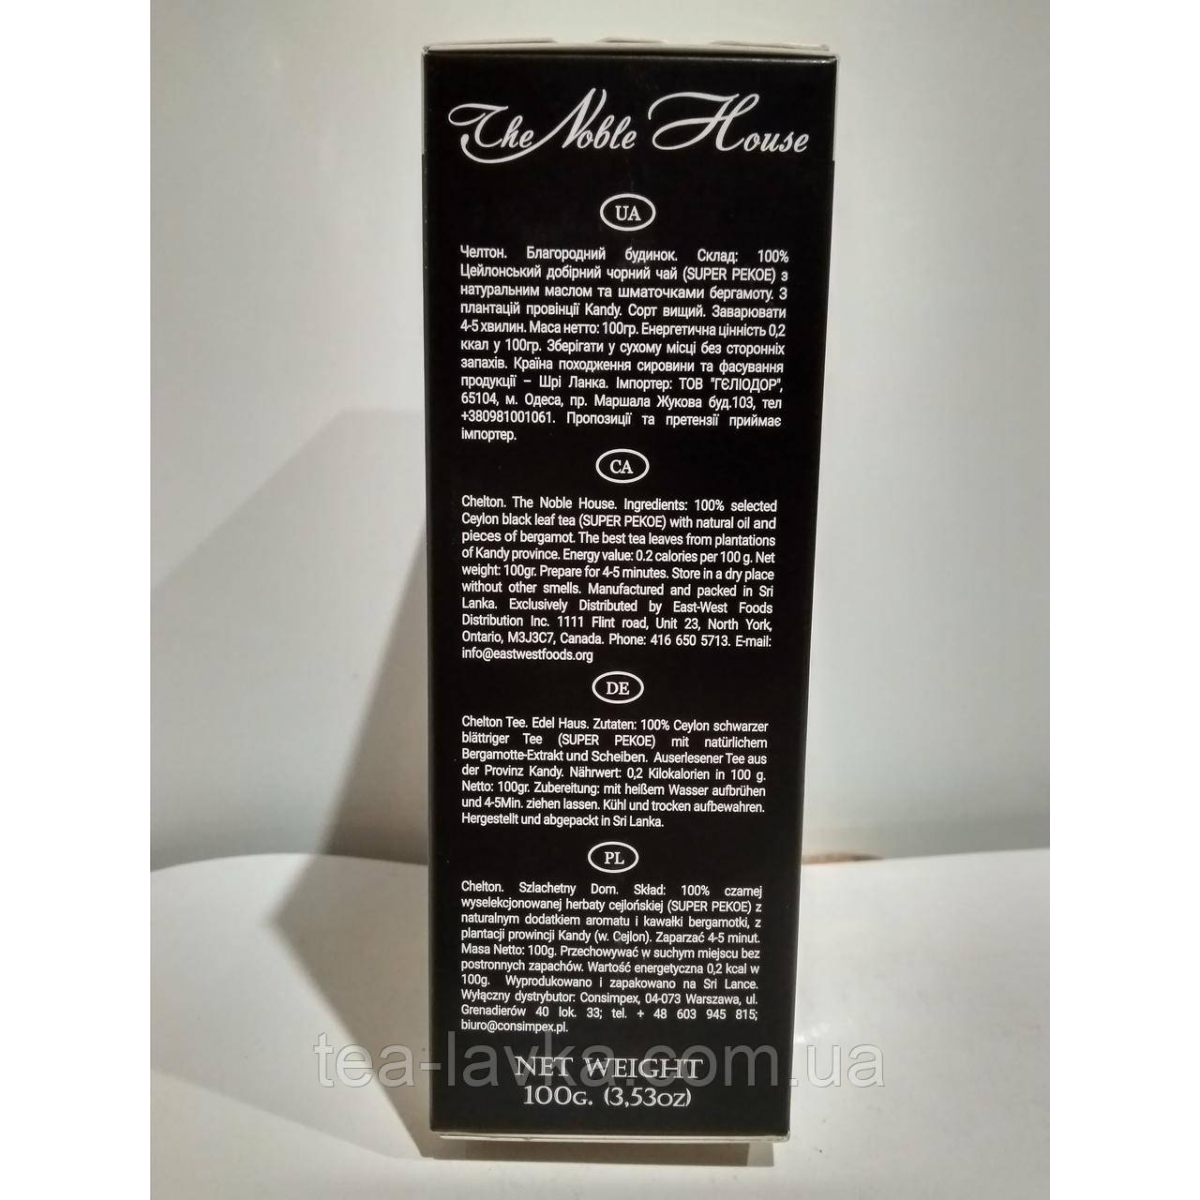 The Noble House
UA
Челтон. Благородний будинок. Склад: 100%
Цейлонський добірний чорний чай (SUPER PEKOE) з
натуральним маслом та шматочками бергамоту. З
плантацій провінції Kandy. Сорт вищий. Заварювати
4-5 хвилин. Маса нетто: 100гр. Енергетична цінність 0,2
ккал у 100гр. Зберігати у сухому місці без сторонніх
запахів. Країна походження сировини та фасування
продукції – Шрі Ланка. Імпортер: ТОВ "ГЄЛІОДОР",
65104, м. Одеса, пр. Маршала Жукова буд.103, тел
+380981001061. Пропозиції та претензії приймає
імпортер.
CA
Chelton. The Noble House. Ingredients: 100% selected
Ceylon black leaf tea (SUPER PEKOE) with natural oil and
pieces of bergamot. The best tea leaves from plantations
of Kandy province. Energy value: 0.2 calories per 100 g. Net
weight: 100gr. Prepare for 4-5 minutes. Store in a dry place
without other smells. Manufactured and packed in Sri
Lanka. Exclusively Distributed by East-West Foods
Distribution Inc. 1111 Flint road, Unit 23, North York,
Ontario, M3J3C7, Canada. Phone: 416 650 5713. E-mail:
info@eastwestfoods.org
DE
Chelton Tee. Edel Haus. Zutaten: 100% Ceylon schwarzer
blättriger Tee (SUPER PEKOE) mit natürlichem
Bergamotte-Extrakt und Scheiben. Auserlesener Tee aus
der Provinz Kandy. Nährwert: 0,2 Kilokalorien in 100 g.
Netto: 100gr. Zubereitung: mit heißem Wasser aufbrühen
und 4-5Min. ziehen lassen. Kühl und trocken aufbewahren.
Hergestellt und abgepackt in Sri Lanka.
PL
Chelton. Szlachetny Dom. Skład: 100% czarnej
wyselekcjonowanej herbaty cejlońskiej (SUPER PEKOE) z
naturalnym dodatkiem aromatu i kawałki bergamotki, z
plantacji prowincji Kandy (w. Cejlon). Zaparzać 4-5 minut.
Masa Netto: 100g. Przechowywać w suchym miejscu bez
postronnych zapachów. Wartość energetyczna 0,2 kcal w
100g. Wyprodukowano i zapakowano na Sri Lance.
Wyłączny dystrybutor: Consimpex, 04-073 Warszawa, ul.
Grenadierów 40 lok. 33; tel. + 48 603 945 815;
biuro@consimpex.pl.
tea-lavka.com.ua
NET WEIGHT
100G. (3,53OZ)